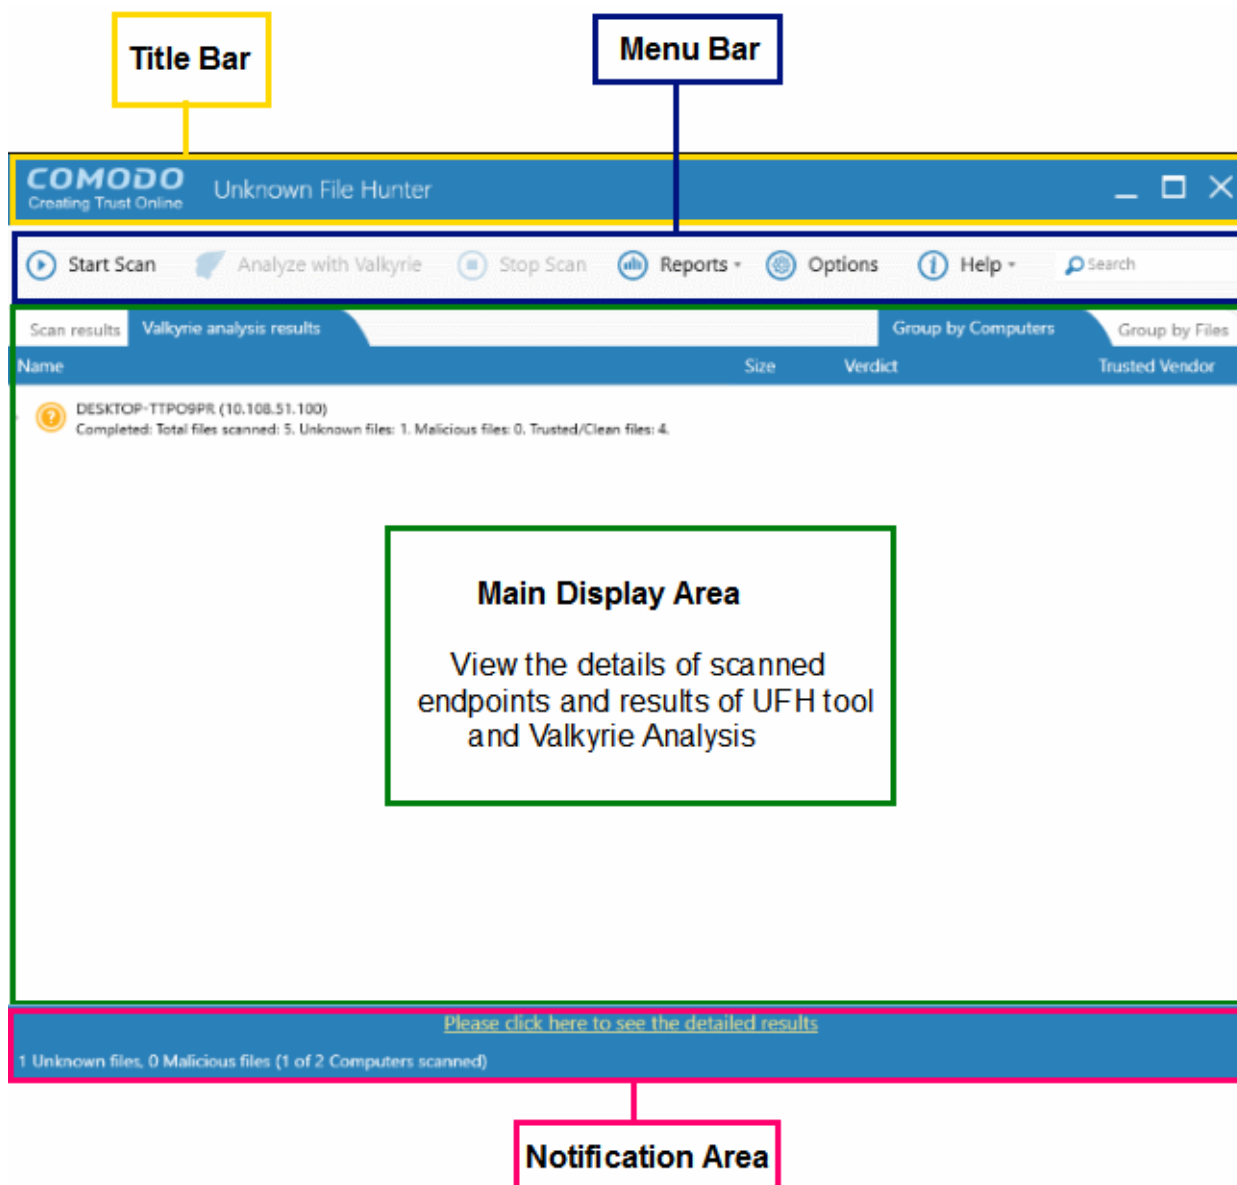 Title Bar
Menu Bar
COMODO
Creating Trust Online
Unknown File Hunter
Start Scan
Analyze with Valkyrie
Stop Scan
Reports
Options
Help
Search
Scan results
Valkyrie analysis results
Group by Computers
Group by Files
Name
Size
Verdict
Trusted Vendor
DESKTOP-TTPO9PR (10.108.51.100)
Completed: Total files scanned: 5. Unknown files: 1. Malicious files: 0. Trusted/Clean files: 4.
Main Display Area
View the details of scanned
endpoints and results of UFH tool
and Valkyrie Analysis
Please click here to see the detailed results
1 Unknown files, 0 Malicious files (1 of 2 Computers scanned)
Notification Area